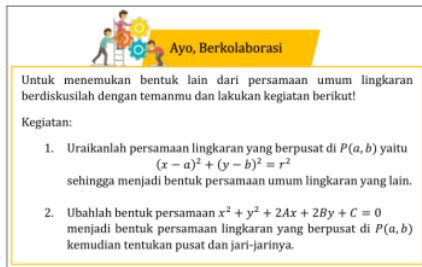 Ayo, Berkolaborasi
Untuk menemukan bentuk lain dari persamaan umum lingkaran
berdiskusilah dengan temanmu dan lakukan kegiatan berikut!
Kegiatan:
1. Uraikanlah persamaan lingkaran yang berpusat di P(a, b) yaitu
(x − a)² + (y − b)² = r²
sehingga menjadi bentuk persamaan umum lingkaran yang lain.
2. Ubahlah bentuk persamaan x² + y² + 2Ax + 2By + C = 0
menjadi bentuk persamaan lingkaran yang berpusat di P(a, b)
kemudian tentukan pusat dan jari-jarinya.